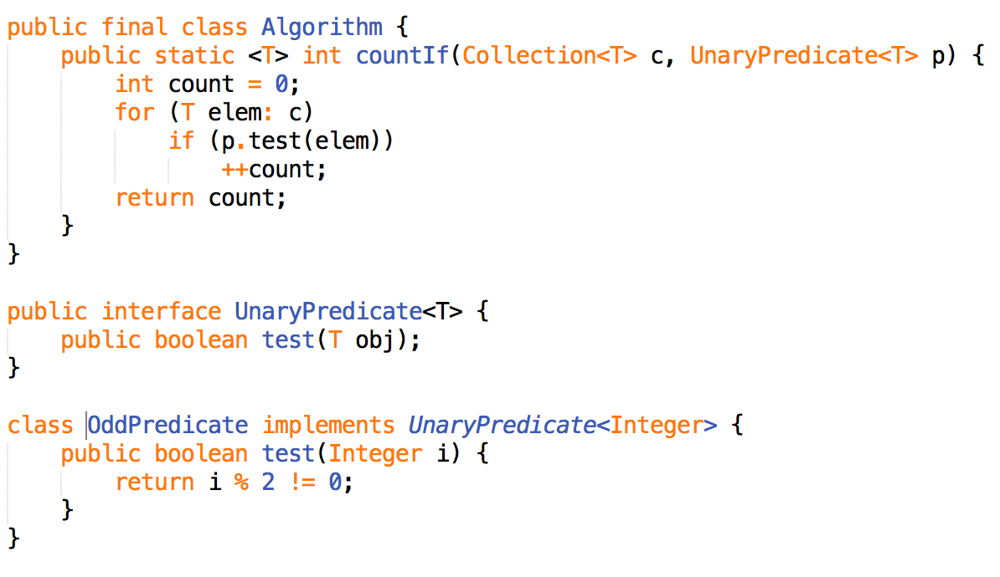 public final class Algorithm {
    public static <T> int countIf(Collection<T> c, UnaryPredicate<T> p) {
        int count = 0;
        for (T elem: c)
            if (p.test(elem))
                ++count;
        return count;
    }
}

public interface UnaryPredicate<T> {
    public boolean test(T obj);
}

class OddPredicate implements UnaryPredicate<Integer> {
    public boolean test(Integer i) {
        return i % 2 != 0;
    }
}